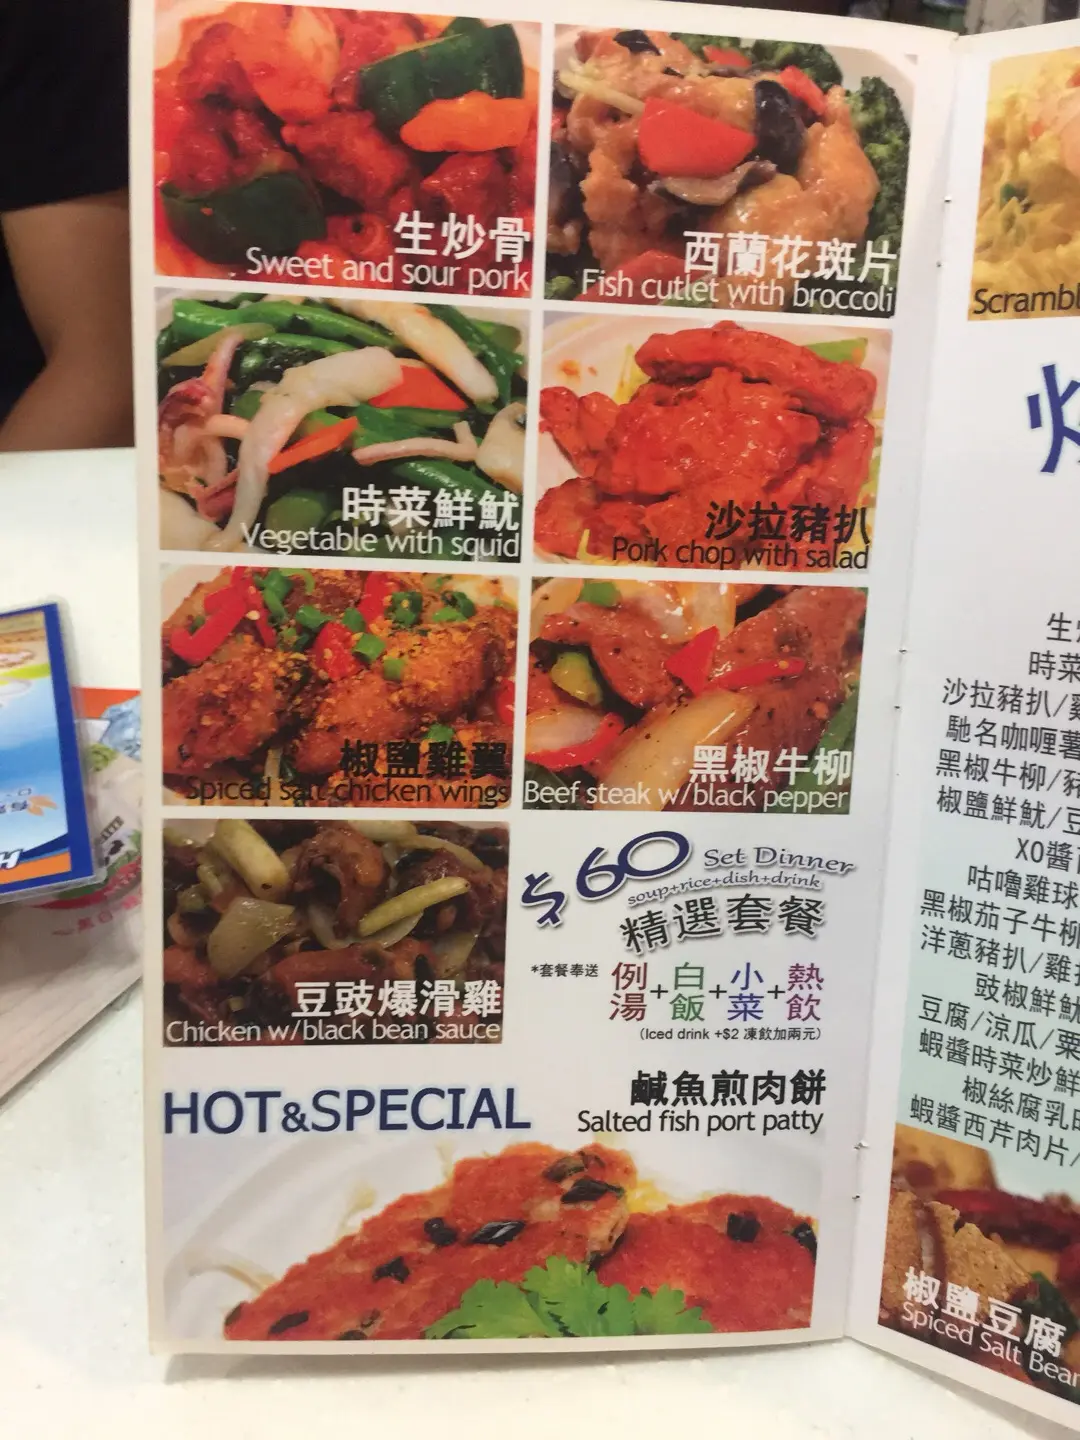 生炒骨
Sweet and sour pork
西蘭花斑片
Fish cutlet with broccoli
時菜鮮魷
Vegetable with squid
沙拉豬扒
Pork chop with salad
椒鹽雞翼
Spiced salt chicken wings
黑椒牛柳
Beef steak w/black pepper
豆豉爆滑雞
Chicken w/black bean sauce
$60 Set Dinner
soup+rice+dish+drink
精選套餐
*套餐奉送 例湯+白飯+小菜+熱飲
(Iced drink +$2 凍飲加兩元)
HOT&SPECIAL
鹹魚煎肉餅
Salted fish port patty
Scrambl
生
時菜
沙拉豬扒/
馳名咖喱薯
黑椒牛柳/豬
椒鹽鮮魷/豆
XO醬
咕嚕雞球
黑椒茄子牛柳
洋蔥豬扒/雞
豉椒鮮魷
豆腐/涼瓜/粟
蝦醬時菜炒鮮
椒絲腐乳
蝦醬西芹肉片/
椒鹽豆腐
Spiced Salt Bean